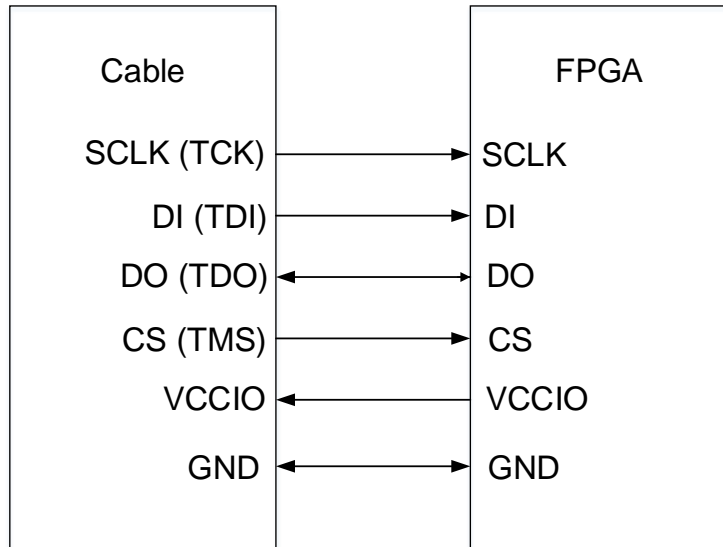 Cable
FPGA
SCLK (TCK)
SCLK
DI (TDI)
DI
DO (TDO)
DO
CS (TMS)
CS
VCCIO
VCCIO
GND
GND